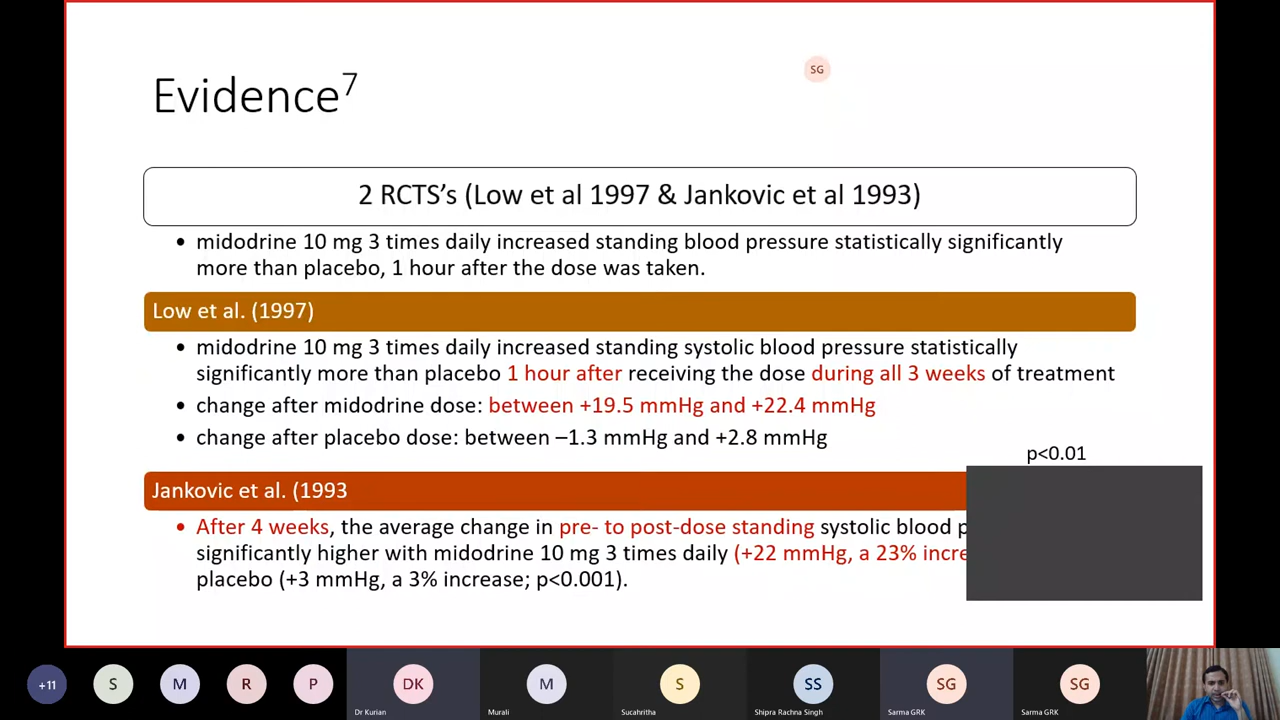 SG
Evidence7
2 RCTS's (Low et al 1997 & Jankovic et al 1993)
• midodrine 10 mg 3 times daily increased standing blood pressure statistically significantly
more than placebo, 1 hour after the dose was taken.
Low et al. (1997)
• midodrine 10 mg 3 times daily increased standing systolic blood pressure statistically
significantly more than placebo 1 hour after receiving the dose during all 3 weeks of treatment
• change after midodrine dose: between +19.5 mmHg and +22.4 mmHg
• change after placebo dose: between –1.3 mmHg and +2.8 mmHg
p<0.01
Jankovic et al. (1993
• After 4 weeks, the average change in pre- to post-dose standing systolic blood
significantly higher with midodrine 10 mg 3 times daily (+22 mmHg, a 23%
placebo (+3 mmHg, a 3% increase; p<0.001).
+11 S M R P DK M S SS SG SG
Dr Kurian Murali Sucahritha Shipra Rachna Singh Sarma GRK Sarma GRK